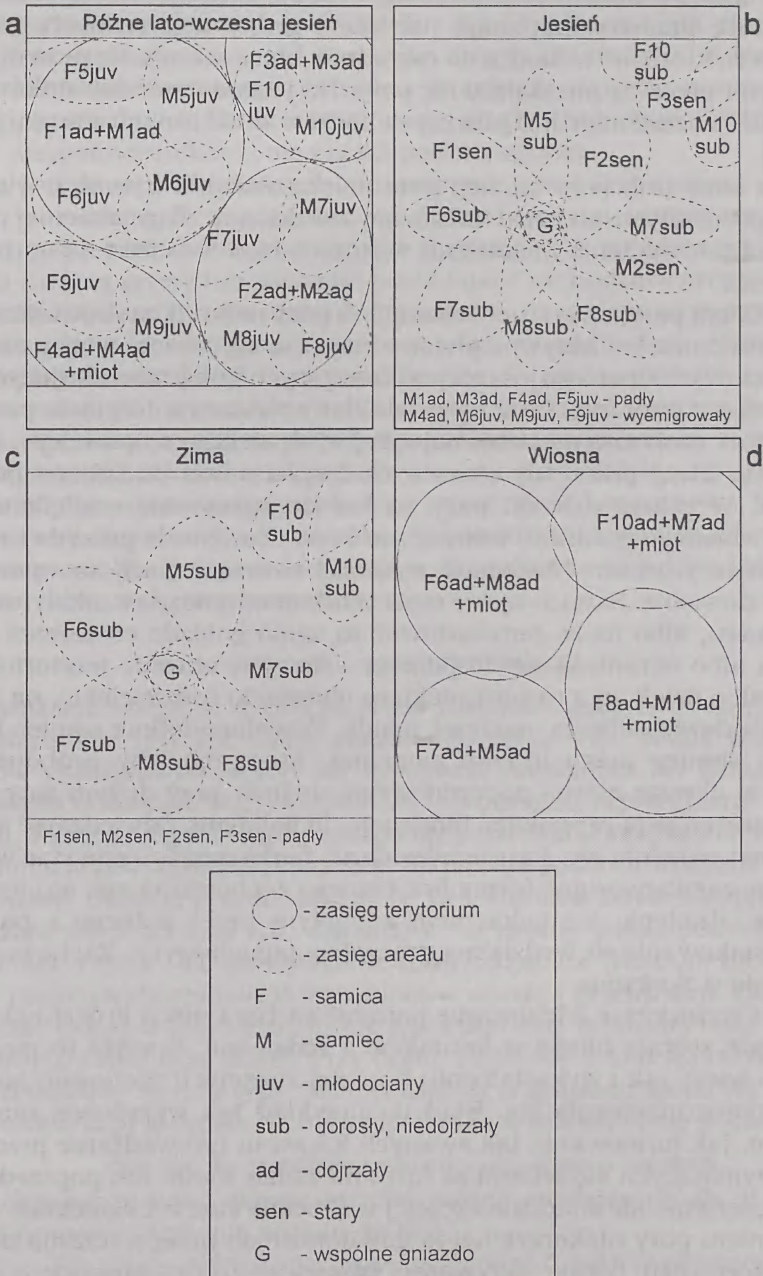 a
Późne lato-wczesna jesień
F5juv
M5juv
F3ad+M3ad
F10
juv
M10juv
F1ad+M1ad
F6juv
M6juv
M7juv
F7juv
F9juv
F2ad+M2ad
M9juv
M8juv
F8juv
F4ad+M4ad
+miot
Jesień
b
F10
sub
F3sen
M10
sub
M5
sub
F1sen
F2sen
F6sub
G
M7sub
M2sen
F7sub
M8sub
F8sub
M1ad, M3ad, F4ad, F5juv - padły
M4ad, M6juv, M9juv, F9juv - wyemigrowały
c
Zima
F10
sub
M5sub
M10
sub
F6sub
G
M7sub
F7sub
M8sub
F8sub
F1sen, M2sen, F2sen, F3sen - padły
Wiosna
d
F10ad+M7ad
+miot
F6ad+M8ad
+miot
F8ad+M10ad
+miot
F7ad+M5ad
- zasięg terytorium
- zasięg areału
F - samica
M - samiec
juv - młodociany
sub - dorosły, niedojrzały
ad - dojrzały
sen - stary
G - wspólne gniazdo